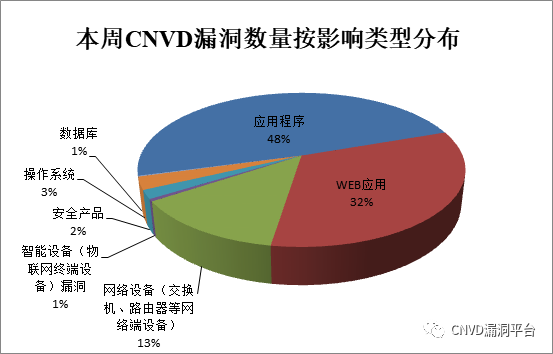 本周CNVD漏洞数量按影响类型分布
应用程序
48%
WEB应用
32%
网络设备（交换
机、路由器等网
络端设备）
13%
智能设备（物
联网终端设
备）漏洞
1%
安全产品
2%
操作系统
3%
数据库
1%
CNVD漏洞平台